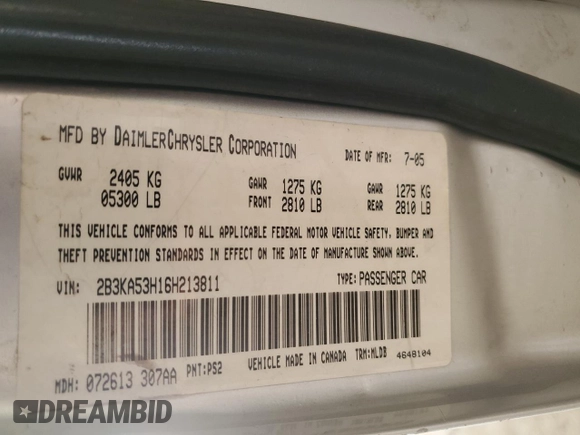 MFD BY DAIMLERCHRYSLER CORPORATION DATE OF MFR: 7-05
GVWR 2405 KG GAWR 1275 KG GAWR 1275 KG
05300 LB FRONT 2810 LB REAR 2810 LB
THIS VEHICLE CONFORMS TO ALL APPLICABLE FEDERAL MOTOR VEHICLE SAFETY, BUMPER AND
THEFT PREVENTION STANDARDS IN EFFECT ON THE DATE OF MANUFACTURE SHOWN ABOVE.
VIN: 2B3KA53H16H213811 TYPE: PASSENGER CAR
VEHICLE MADE IN CANADA TRM:MLDB 4648104
MDH: 072613 307AA PNT:PS2
DREAMBID